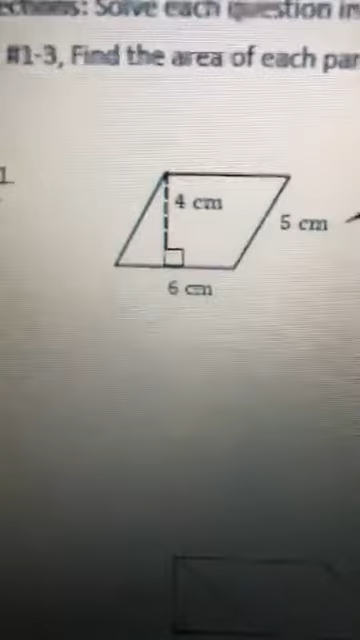 Solve each question in
#1-3, Find the area of each par
1
4 cm
5 cm
6 cm